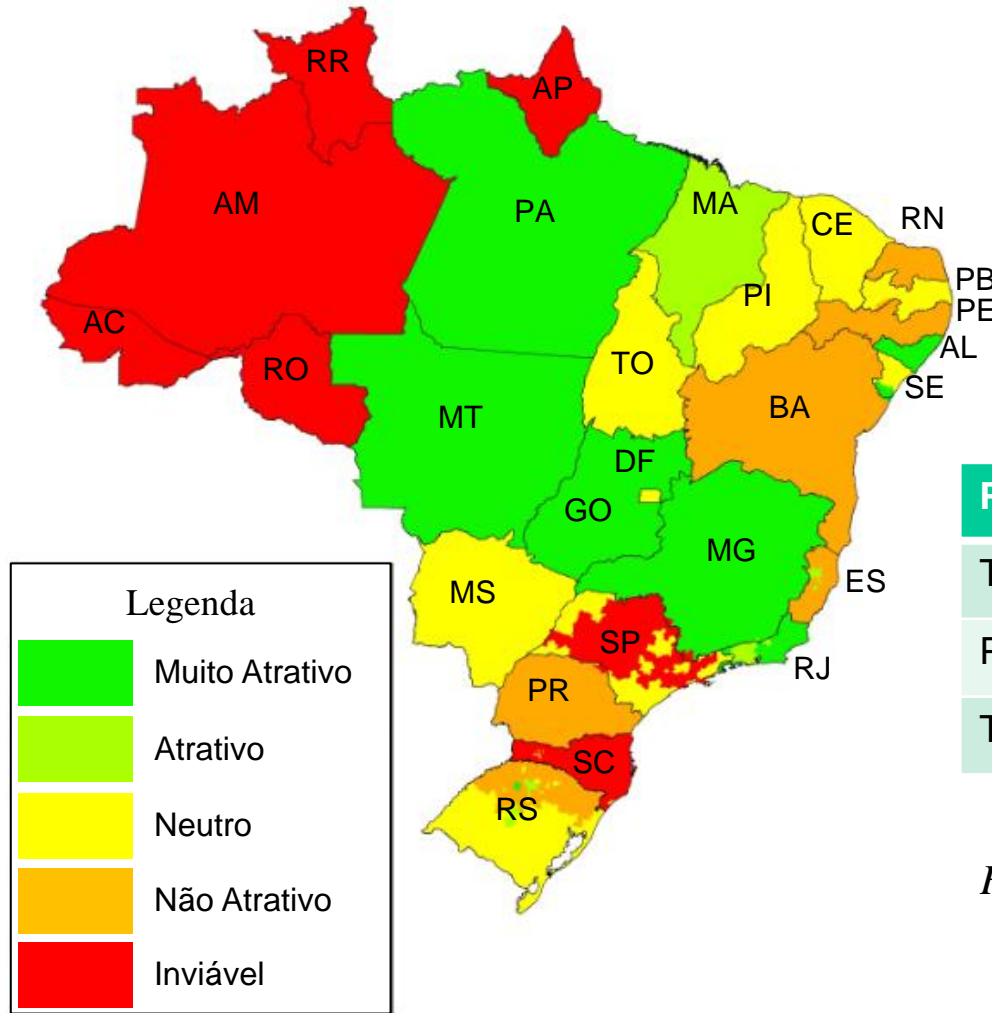 RR
AP
AM
PA
MA
CE
RN
PB
PI
PE
AC
AL
RO
TO
SE
BA
MT
DF
GO
MG
MS
ES
SP
RJ
PR
SC
RS
Legenda
Muito Atrativo
Atrativo
Neutro
Não Atrativo
Inviável